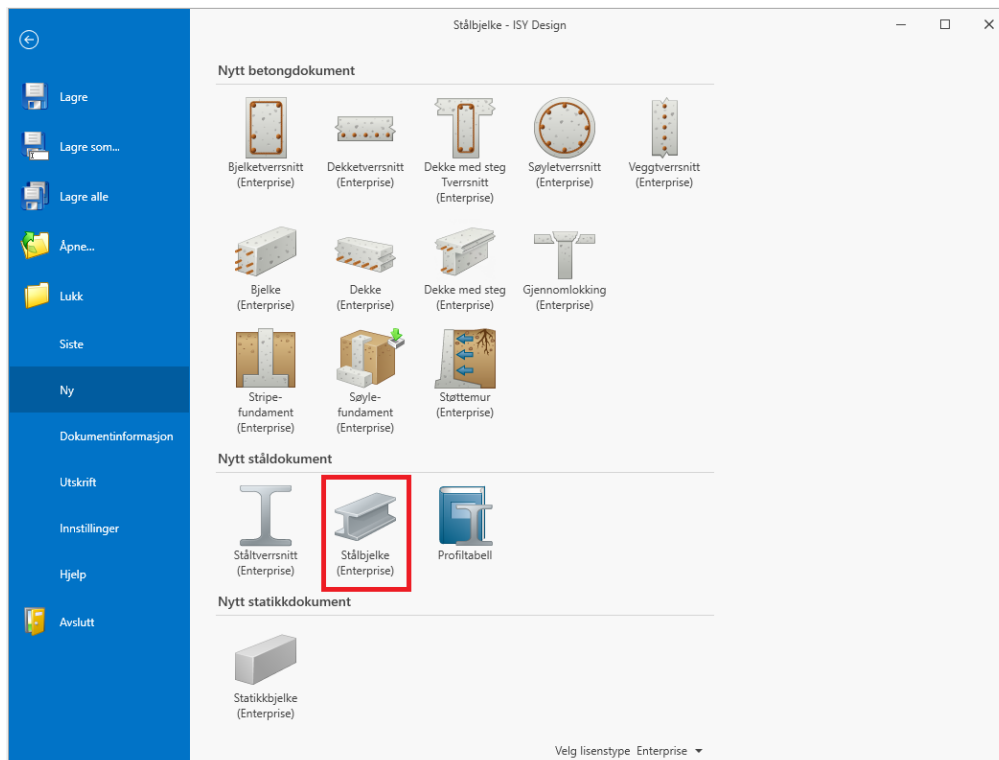 Stålbjelke - ISY Design
Lagre
Lagre som...
Lagre alle
Åpne...
Lukk
Siste
Ny
Dokumentinformasjon
Utskrift
Innstillinger
Hjelp
Avslutt
Nytt betongdokument
Bjelketverrsnitt
(Enterprise)
Dekketverrsnitt
(Enterprise)
Dekke med steg
Tverrsnitt
(Enterprise)
Søyletverrsnitt
(Enterprise)
Veggtverrsnitt
(Enterprise)
Bjelke
(Enterprise)
Dekke
(Enterprise)
Dekke med steg
(Enterprise)
Gjennomlokking
(Enterprise)
Stripe-
fundament
(Enterprise)
Søyle-
fundament
(Enterprise)
Støttemur
(Enterprise)
Nytt ståldokument
Ståltverrsnitt
(Enterprise)
Stålbjelke
(Enterprise)
Profiltabell
Nytt statikkdokument
Statikkbjelke
(Enterprise)
Velg lisenstype Enterprise